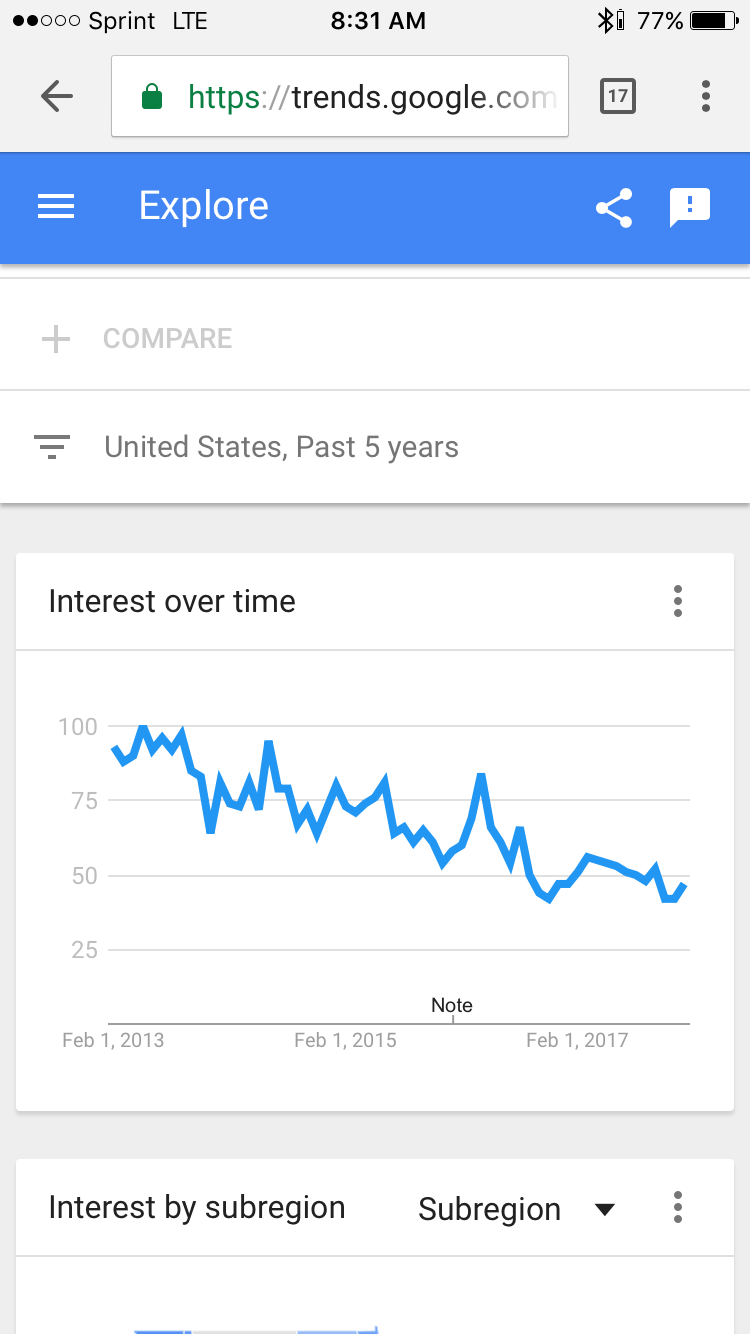 Sprint LTE 8:31 AM 77%
https://trends.google.com 17
Explore
COMPARE
United States, Past 5 years
Interest over time
100
75
50
25
Note
Feb 1, 2013 Feb 1, 2015 Feb 1, 2017
Interest by subregion Subregion